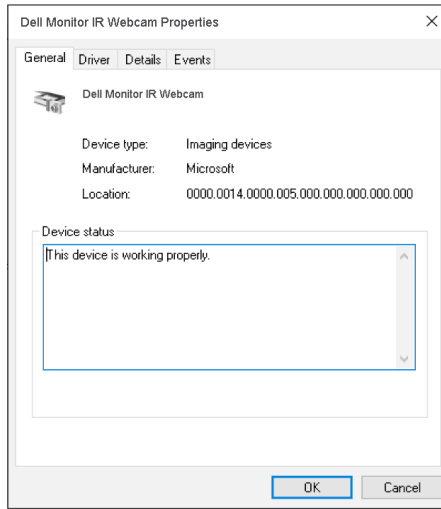 Dell Monitor IR Webcam Properties
General Driver Details Events
Dell Monitor IR Webcam
Device type: Imaging devices
Manufacturer: Microsoft
Location: 0000.0014.0000.005.000.000.000.000.000
Device status
This device is working properly.
OK Cancel